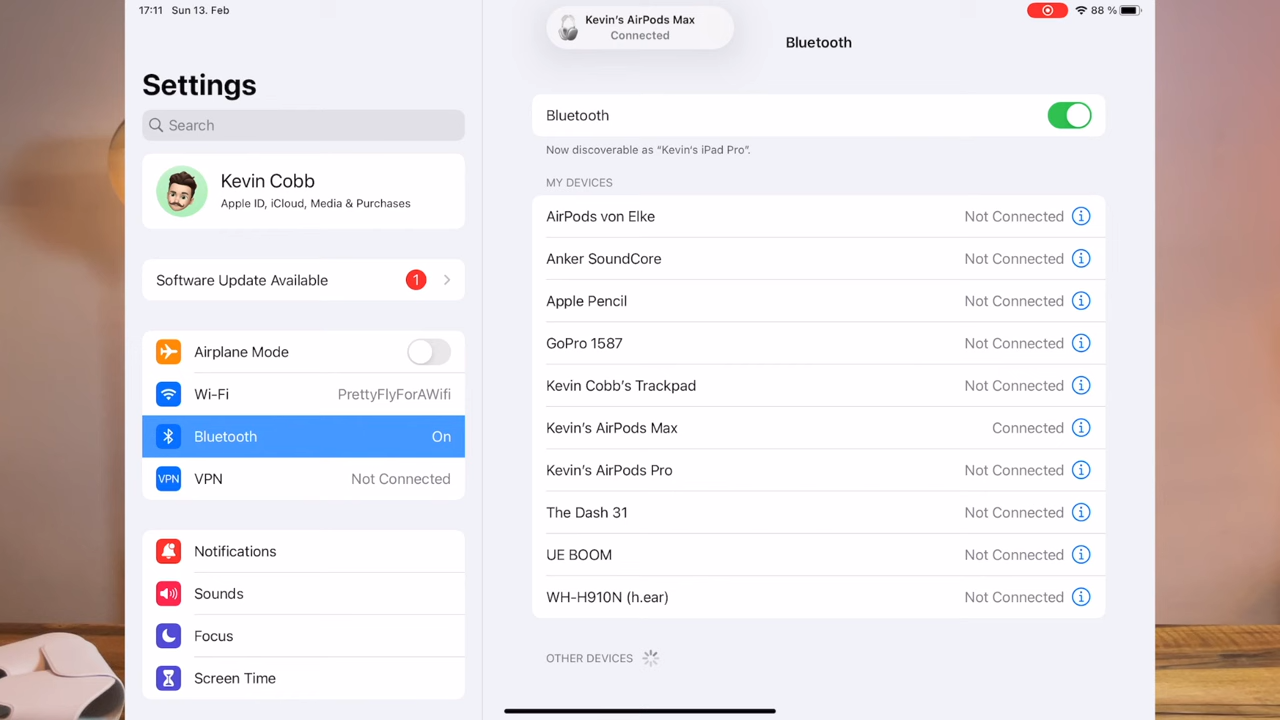 17:11 Sun 13. Feb
88 %
Settings
Search
Kevin Cobb
Apple ID, iCloud, Media & Purchases
Software Update Available 1
Airplane Mode
Wi-Fi PrettyFlyForAWifi
Bluetooth On
VPN VPN Not Connected
Notifications
Sounds
Focus
Screen Time
Kevin's AirPods Max
Connected
Bluetooth
Bluetooth
Now discoverable as “Kevin's iPad Pro”.
MY DEVICES
AirPods von Elke Not Connected
Anker SoundCore Not Connected
Apple Pencil Not Connected
GoPro 1587 Not Connected
Kevin Cobb's Trackpad Not Connected
Kevin's AirPods Max Connected
Kevin's AirPods Pro Not Connected
The Dash 31 Not Connected
UE BOOM Not Connected
WH-H910N (h.ear) Not Connected
OTHER DEVICES